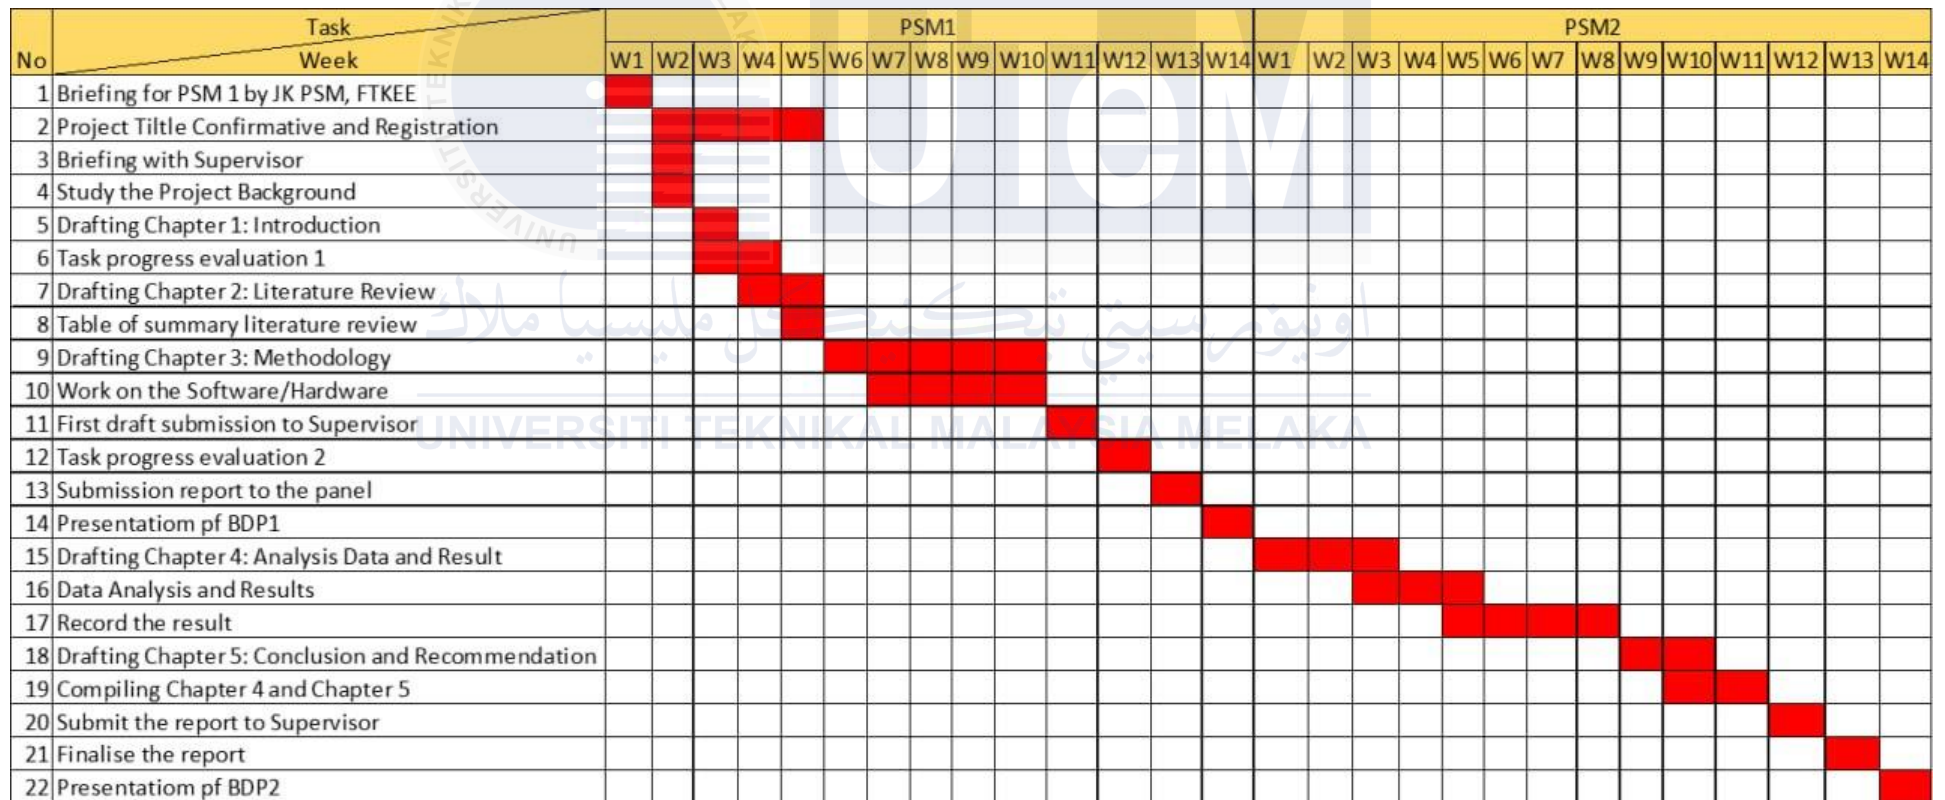 Task PSM1 PSM2
No Week W1 W2 W3 W4 W5 W6 W7 W8 W9 W10 W11 W12 W13 W14 W1 W2 W3 W4 W5 W6 W7 W8 W9 W10 W11 W12 W13 W14
1 Briefing for PSM 1 by JK PSM, FTKEE
2 Project Tiltle Confirmative and Registration
3 Briefing with Supervisor
4 Study the Project Background
5 Drafting Chapter 1: Introduction
6 Task progress evaluation 1
7 Drafting Chapter 2: Literature Review
8 Table of summary literature review
9 Drafting Chapter 3: Methodology
10 Work on the Software/Hardware
11 First draft submission to Supervisor
12 Task progress evaluation 2
13 Submission report to the panel
14 Presentatiom pf BDP1
15 Drafting Chapter 4: Analysis Data and Result
16 Data Analysis and Results
17 Record the result
18 Drafting Chapter 5: Conclusion and Recommendation
19 Compiling Chapter 4 and Chapter 5
20 Submit the report to Supervisor
21 Finalise the report
22 Presentatiom pf BDP2
UTeM
اونيۏرسيتي تيكنيكل مليسيا ملاك
UNIVERSITI TEKNIKAL MALAYSIA MELAKA